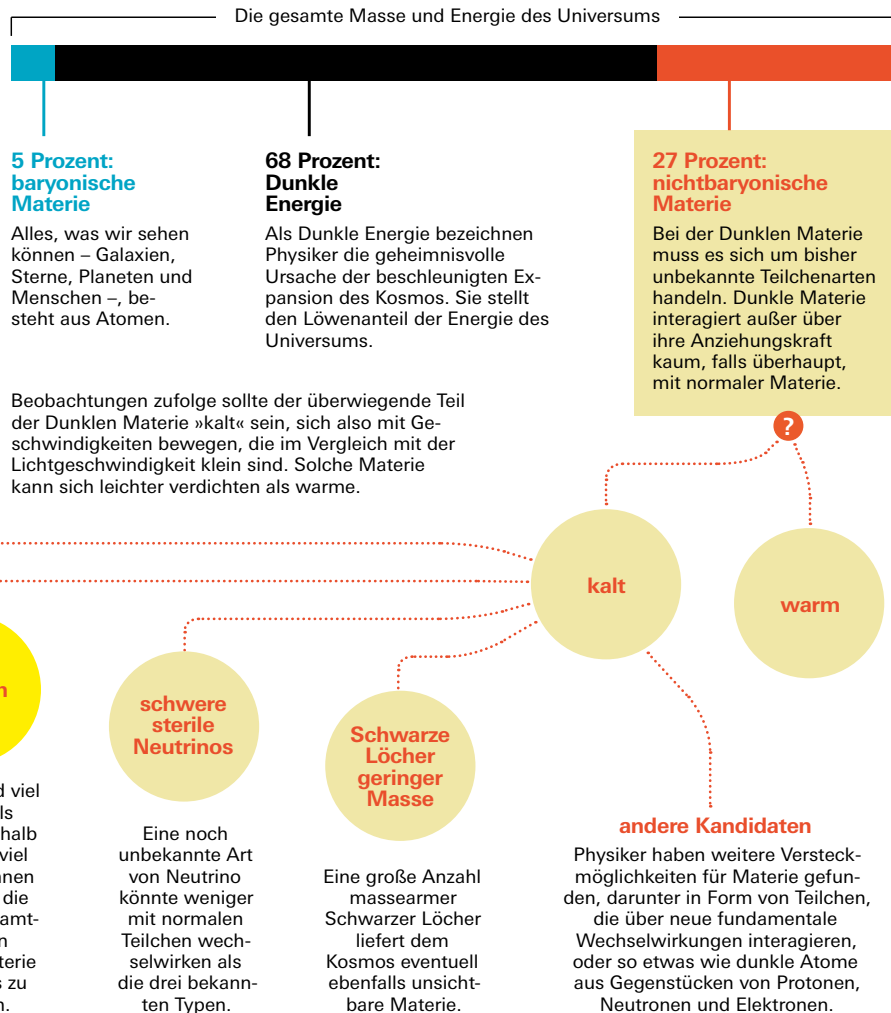 Die gesamte Masse und Energie des Universums
5 Prozent:
baryonische
Materie
Alles, was wir sehen
können – Galaxien,
Sterne, Planeten und
Menschen –, be-
steht aus Atomen.
68 Prozent:
Dunkle
Energie
Als Dunkle Energie bezeichnen
Physiker die geheimnisvolle
Ursache der beschleunigten Ex-
pansion des Kosmos. Sie stellt
den Löwenanteil der Energie des
Universums.
27 Prozent:
nichtbaryonische
Materie
Bei der Dunklen Materie
muss es sich um bisher
unbekannte Teilchenarten
handeln. Dunkle Materie
interagiert außer über
ihre Anziehungskraft
kaum, falls überhaupt,
mit normaler Materie.
?
Beobachtungen zufolge sollte der überwiegende Teil
der Dunklen Materie »kalt« sein, sich also mit Ge-
schwindigkeiten bewegen, die im Vergleich mit der
Lichtgeschwindigkeit klein sind. Solche Materie
kann sich leichter verdichten als warme.
kalt
warm
schwere
sterile
Neutrinos
Eine noch
unbekannte Art
von Neutrino
könnte weniger
mit normalen
Teilchen wech-
selwirken als
die drei bekann-
ten Typen.
Schwarze
Löcher
geringer
Masse
Eine große Anzahl
massearmer
Schwarzer Löcher
liefert dem
Kosmos eventuell
ebenfalls unsicht-
bare Materie.
andere Kandidaten
Physiker haben weitere Versteck-
möglichkeiten für Materie gefun-
den, darunter in Form von Teilchen,
die über neue fundamentale
Wechselwirkungen interagieren,
oder so etwas wie dunkle Atome
aus Gegenstücken von Protonen,
Neutronen und Elektronen.
viel
halb
viel
die
zu